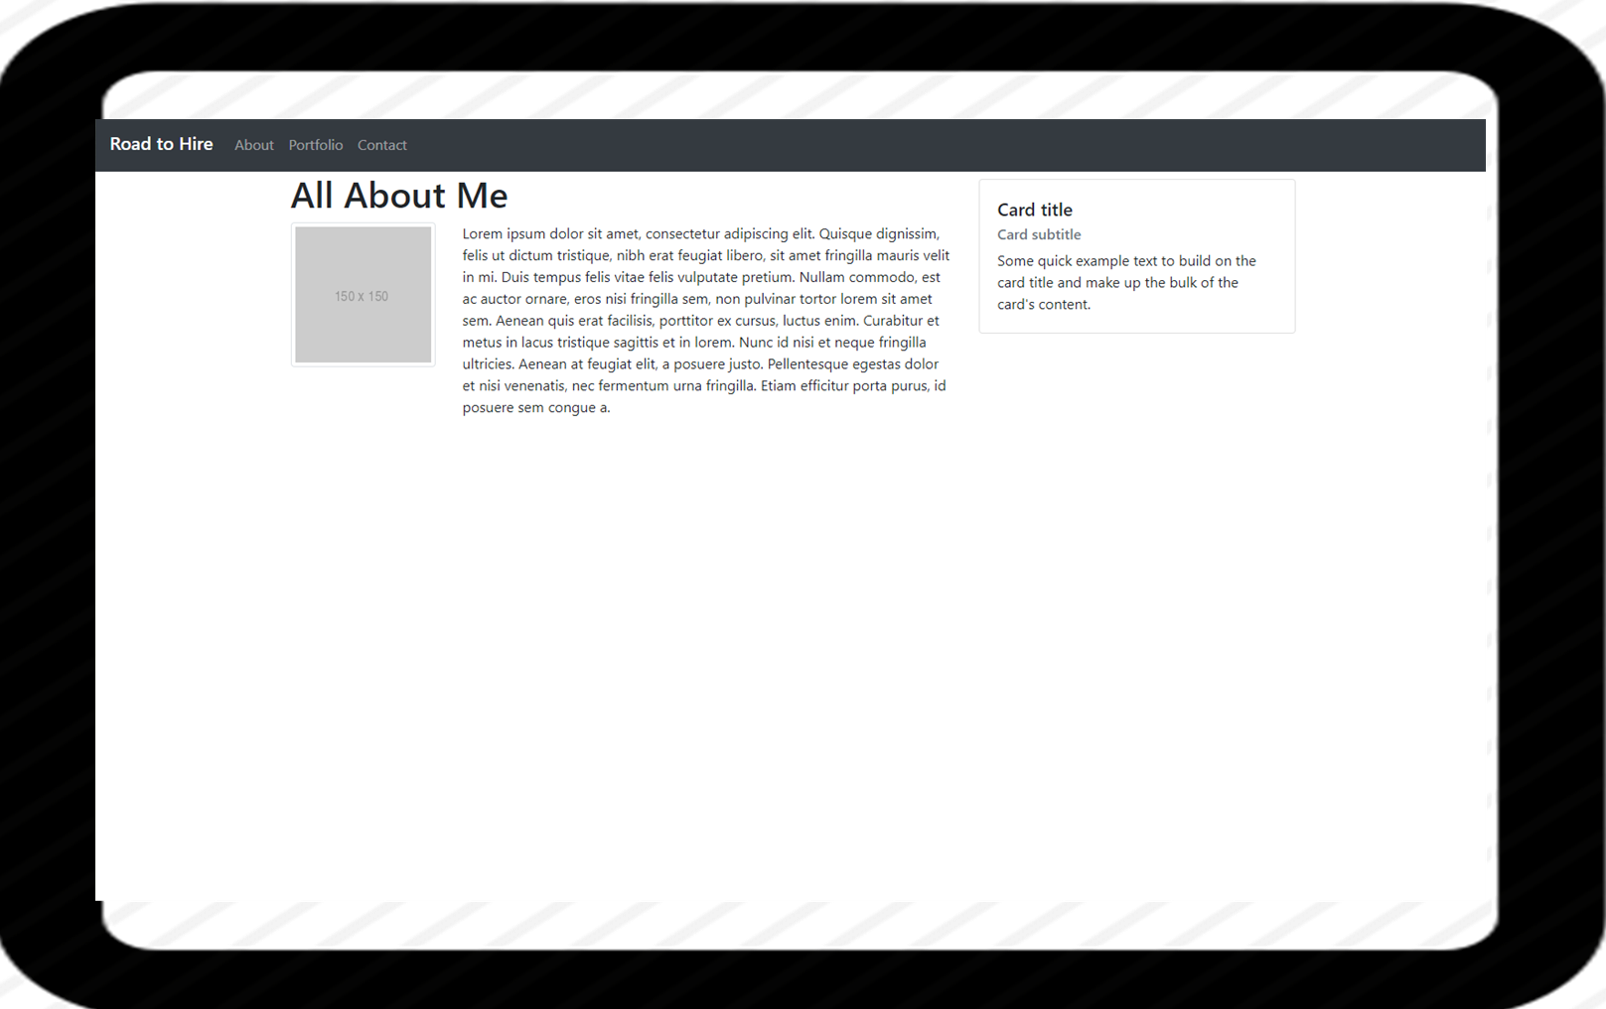 Road to Hire About Portfolio Contact
All About Me
150 x 150
Lorem ipsum dolor sit amet, consectetur adipiscing elit. Quisque dignissim,
felis ut dictum tristique, nibh erat feugiat libero, sit amet fringilla mauris velit
in mi. Duis tempus felis vitae felis vulputate pretium. Nullam commodo, est
ac auctor ornare, eros nisi fringilla sem, non pulvinar tortor lorem sit amet
sem. Aenean quis erat facilisis, porttitor ex cursus, luctus enim. Curabitur et
metus in lacus tristique sagittis et in lorem. Nunc id nisi et neque fringilla
ultricies. Aenean at feugiat elit, a posuere justo. Pellentesque egestas dolor
et nisi venenatis, nec fermentum urna fringilla. Etiam efficitur porta purus, id
posuere sem congue a.
Card title
Card subtitle
Some quick example text to build on the
card title and make up the bulk of the
card's content.